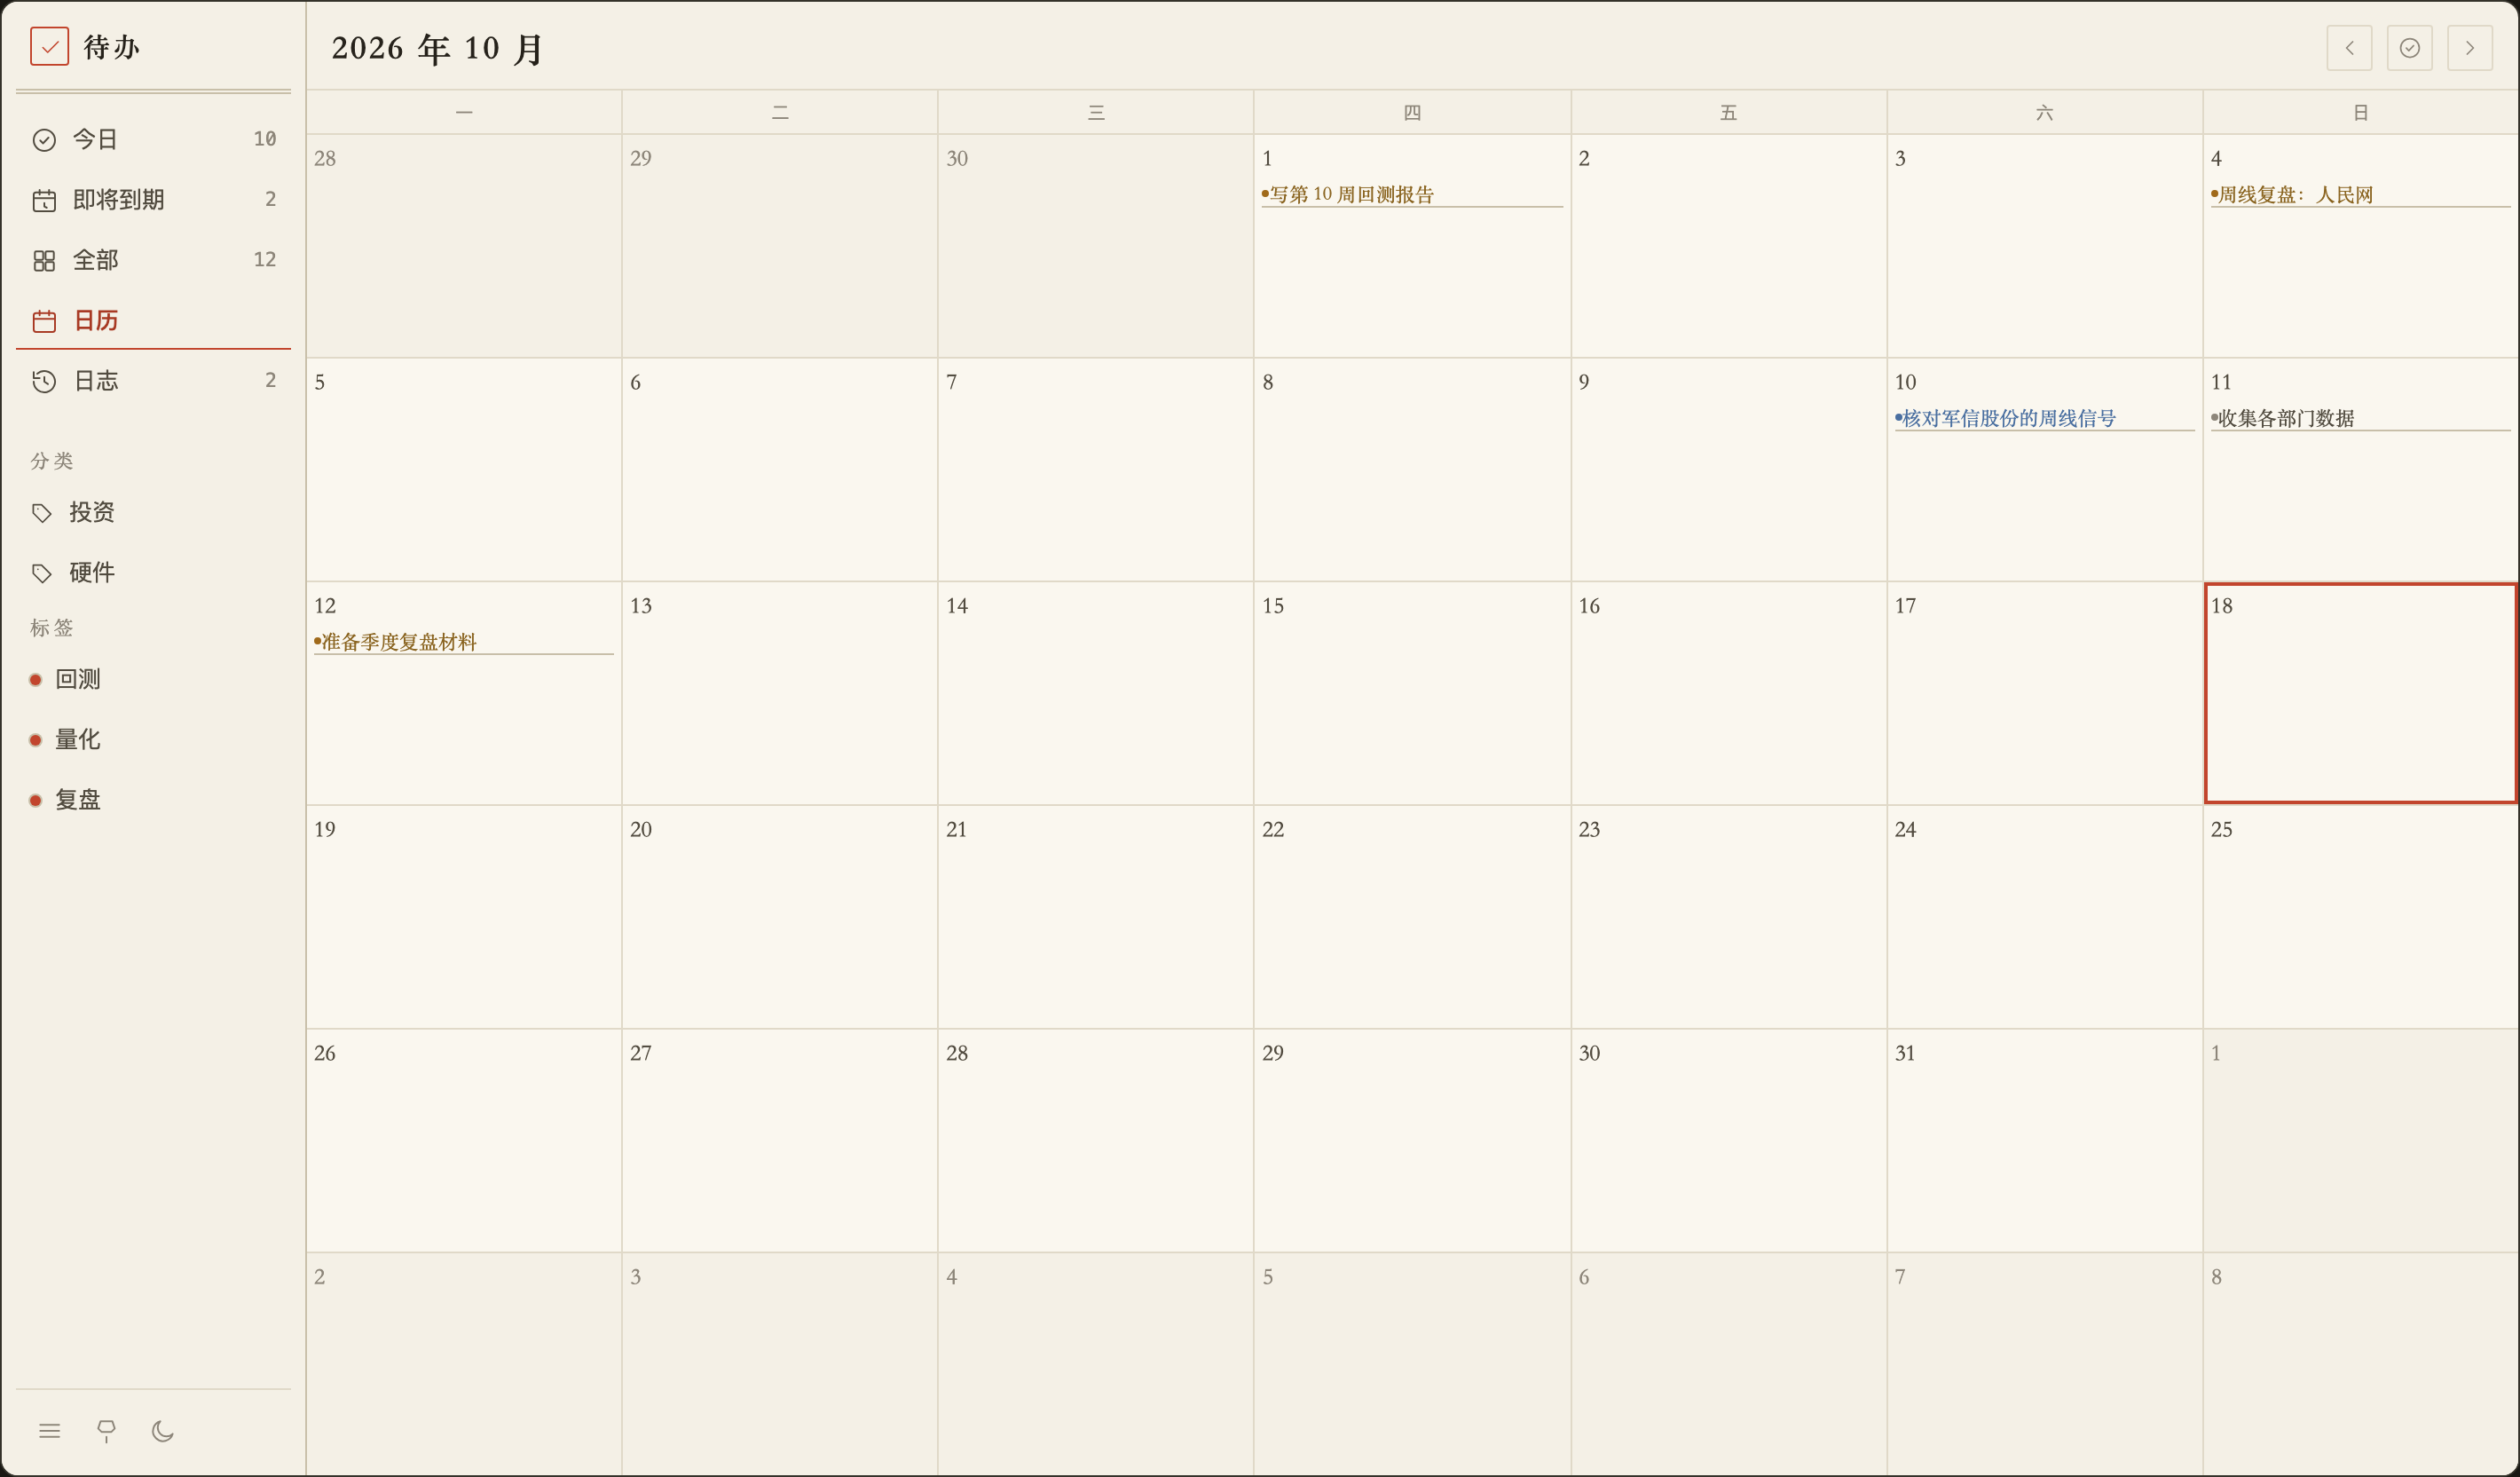 待办
今日 10
即将到期 2
全部 12
日历
日志 2
分类
投资
硬件
标签
回测
量化
复盘
2026 年 10 月
一 二 三 四 五 六 日
28 29 30 1 2 3 4
写第 10 周回测报告 周线复盘：人民网
5 6 7 8 9 10 11
核对军信股份的周线信号 收集各部门数据
12 13 14 15 16 17 18
准备季度复盘材料
19 20 21 22 23 24 25
26 27 28 29 30 31 1
2 3 4 5 6 7 8